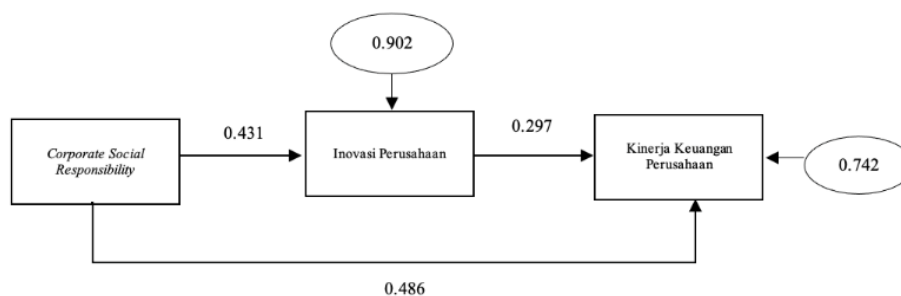 0.902
0.431
0.297
Corporate Social
Responsibility
Inovasi Perusahaan
Kinerja Keuangan
Perusahaan
0.742
0.486